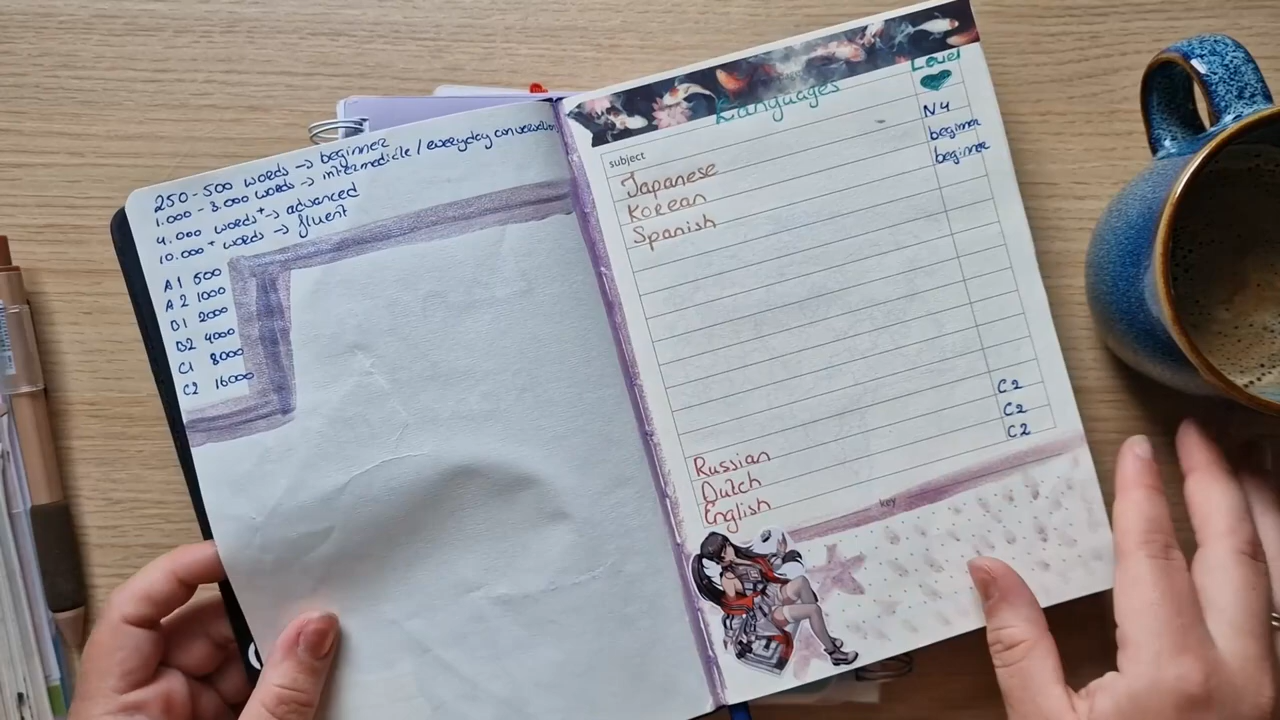 250-500 words → beginner
1.000-3.000 words → intermediate / everyday conversations
4.000 words+ → advanced
10.000+ words → fluent
A1 500
A2 1000
B1 2000
B2 4000
C1 8000
C2 16000
Languages
Level
subject
Japanese N4
Korean beginner
Spanish beginner
Russian C2
Dutch C2
English C2
key